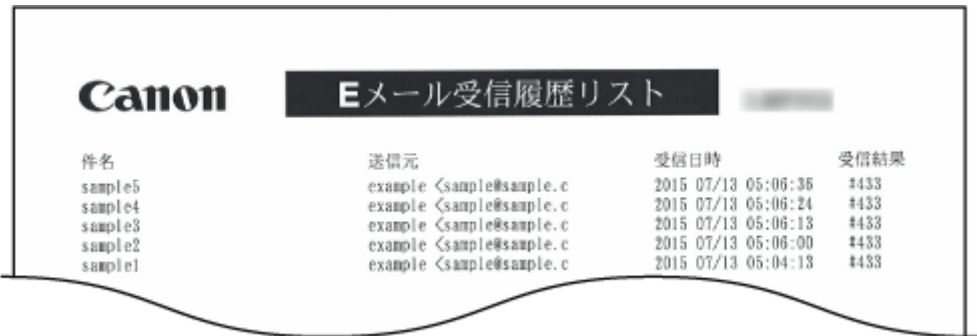 Canon Eメール受信履歴リスト
件名 送信元 受信日時 受信結果
sample5 example <sample@sample.c 2015 07/13 05:06:36 #433
sample4 example <sample@sample.c 2015 07/13 05:06:24 #433
sample3 example <sample@sample.c 2015 07/13 05:06:13 #433
sample2 example <sample@sample.c 2015 07/13 05:06:00 #433
sample1 example <sample@sample.c 2015 07/13 05:04:13 #433